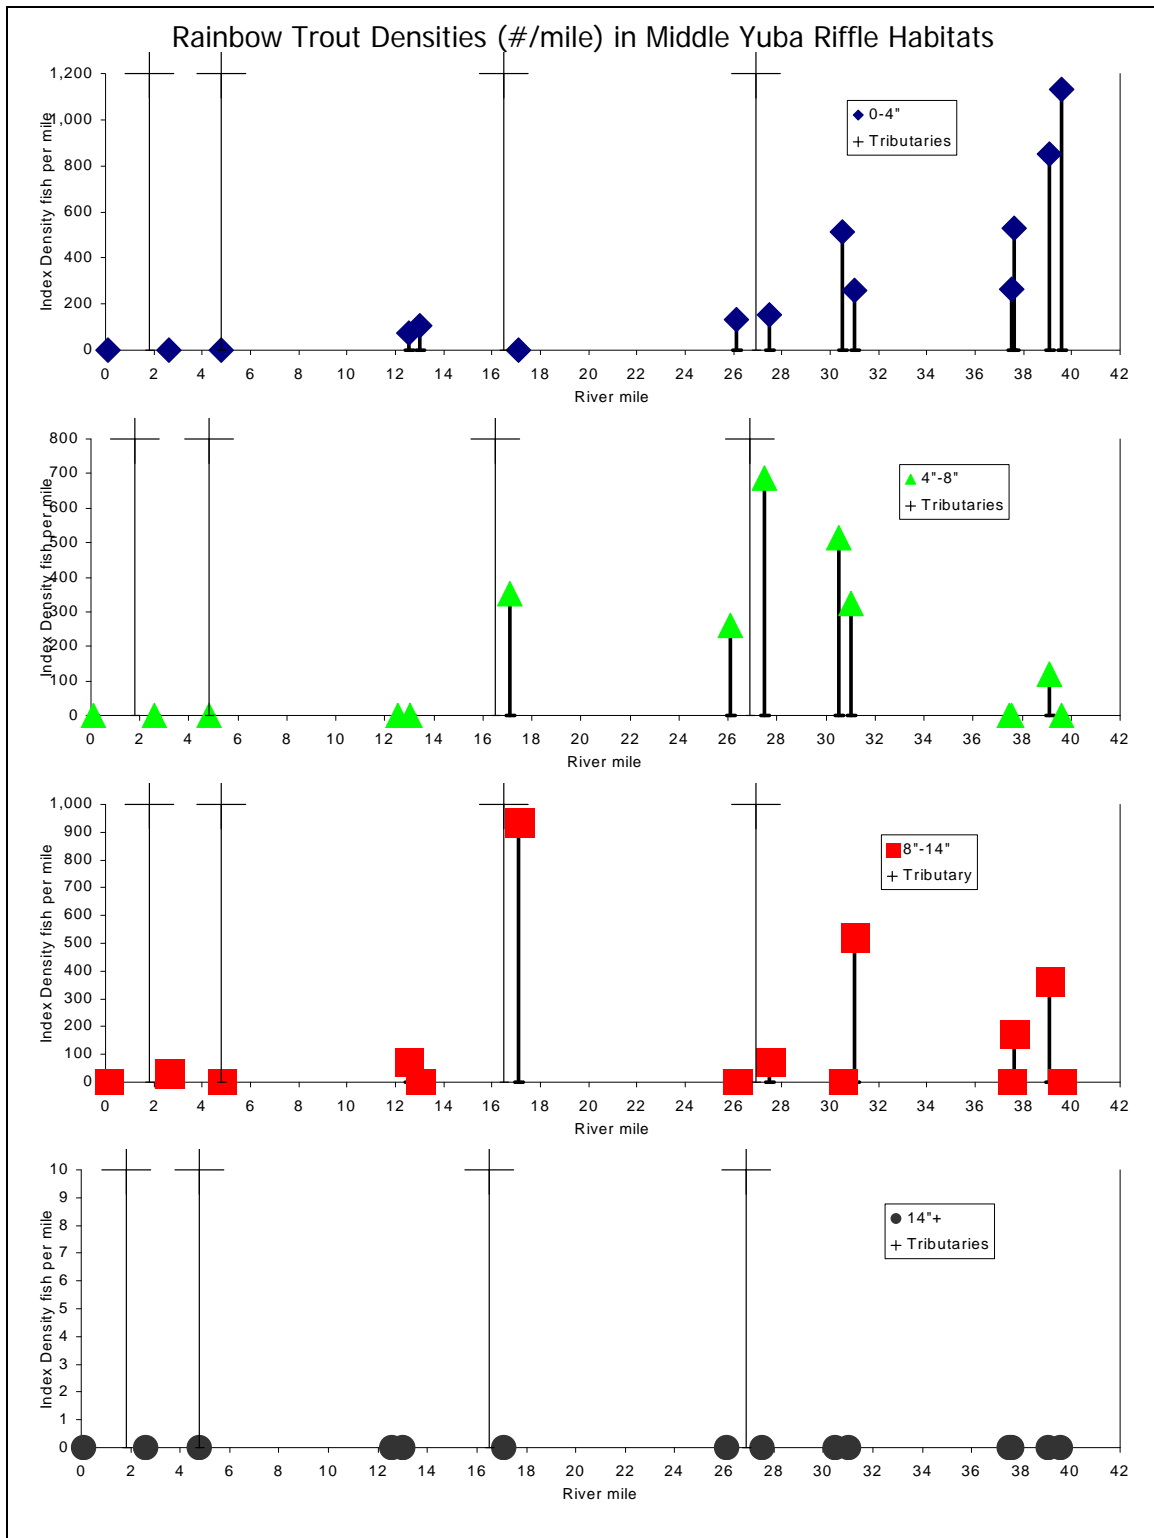 Rainbow Trout Densities (#/mile) in Middle Yuba Riffle Habitats
1,200
1,000
800
600
400
200
0
Index Density fish per mile
0-4"
Tributaries
0 2 4 6 8 10 12 14 16 18 20 22 24 26 28 30 32 34 36 38 40 42
River mile
800
700
600
500
400
300
200
100
0
Index Density fish per mile
4"-8"
Tributaries
0 2 4 6 8 10 12 14 16 18 20 22 24 26 28 30 32 34 36 38 40 42
River mile
1,000
900
800
700
600
500
400
300
200
100
0
Index Density fish per mile
8"-14"
Tributary
0 2 4 6 8 10 12 14 16 18 20 22 24 26 28 30 32 34 36 38 40 42
River mile
10
9
8
7
6
5
4
3
2
1
0
Index Density fish per mile
14"+
Tributaries
0 2 4 6 8 10 12 14 16 18 20 22 24 26 28 30 32 34 36 38 40 42
River mile